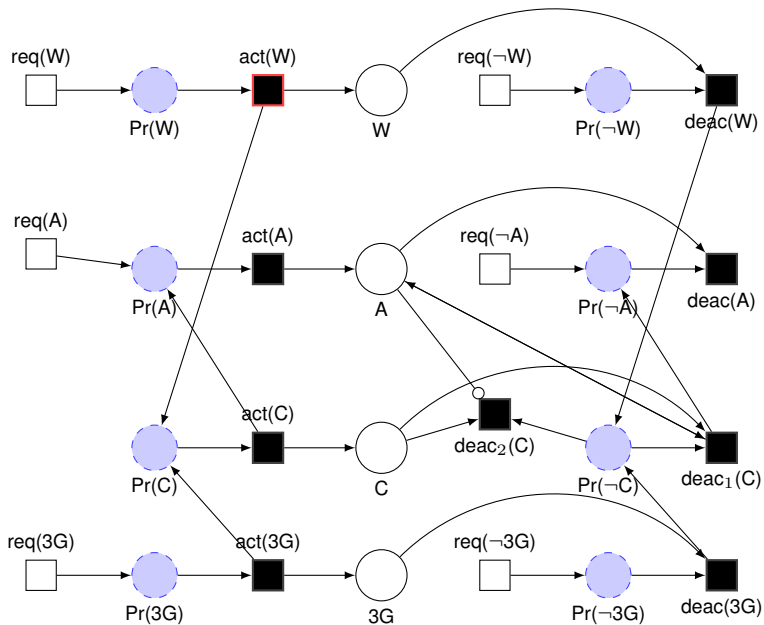 req(W)
act(W)
req(¬W)
Pr(W)
W
Pr(¬W)
deac(W)
req(A)
act(A)
req(¬A)
Pr(A)
A
Pr(¬A)
deac(A)
act(C)
deac₂(C)
Pr(C)
C
Pr(¬C)
deac₁(C)
req(3G)
act(3G)
req(¬3G)
Pr(3G)
3G
Pr(¬3G)
deac(3G)